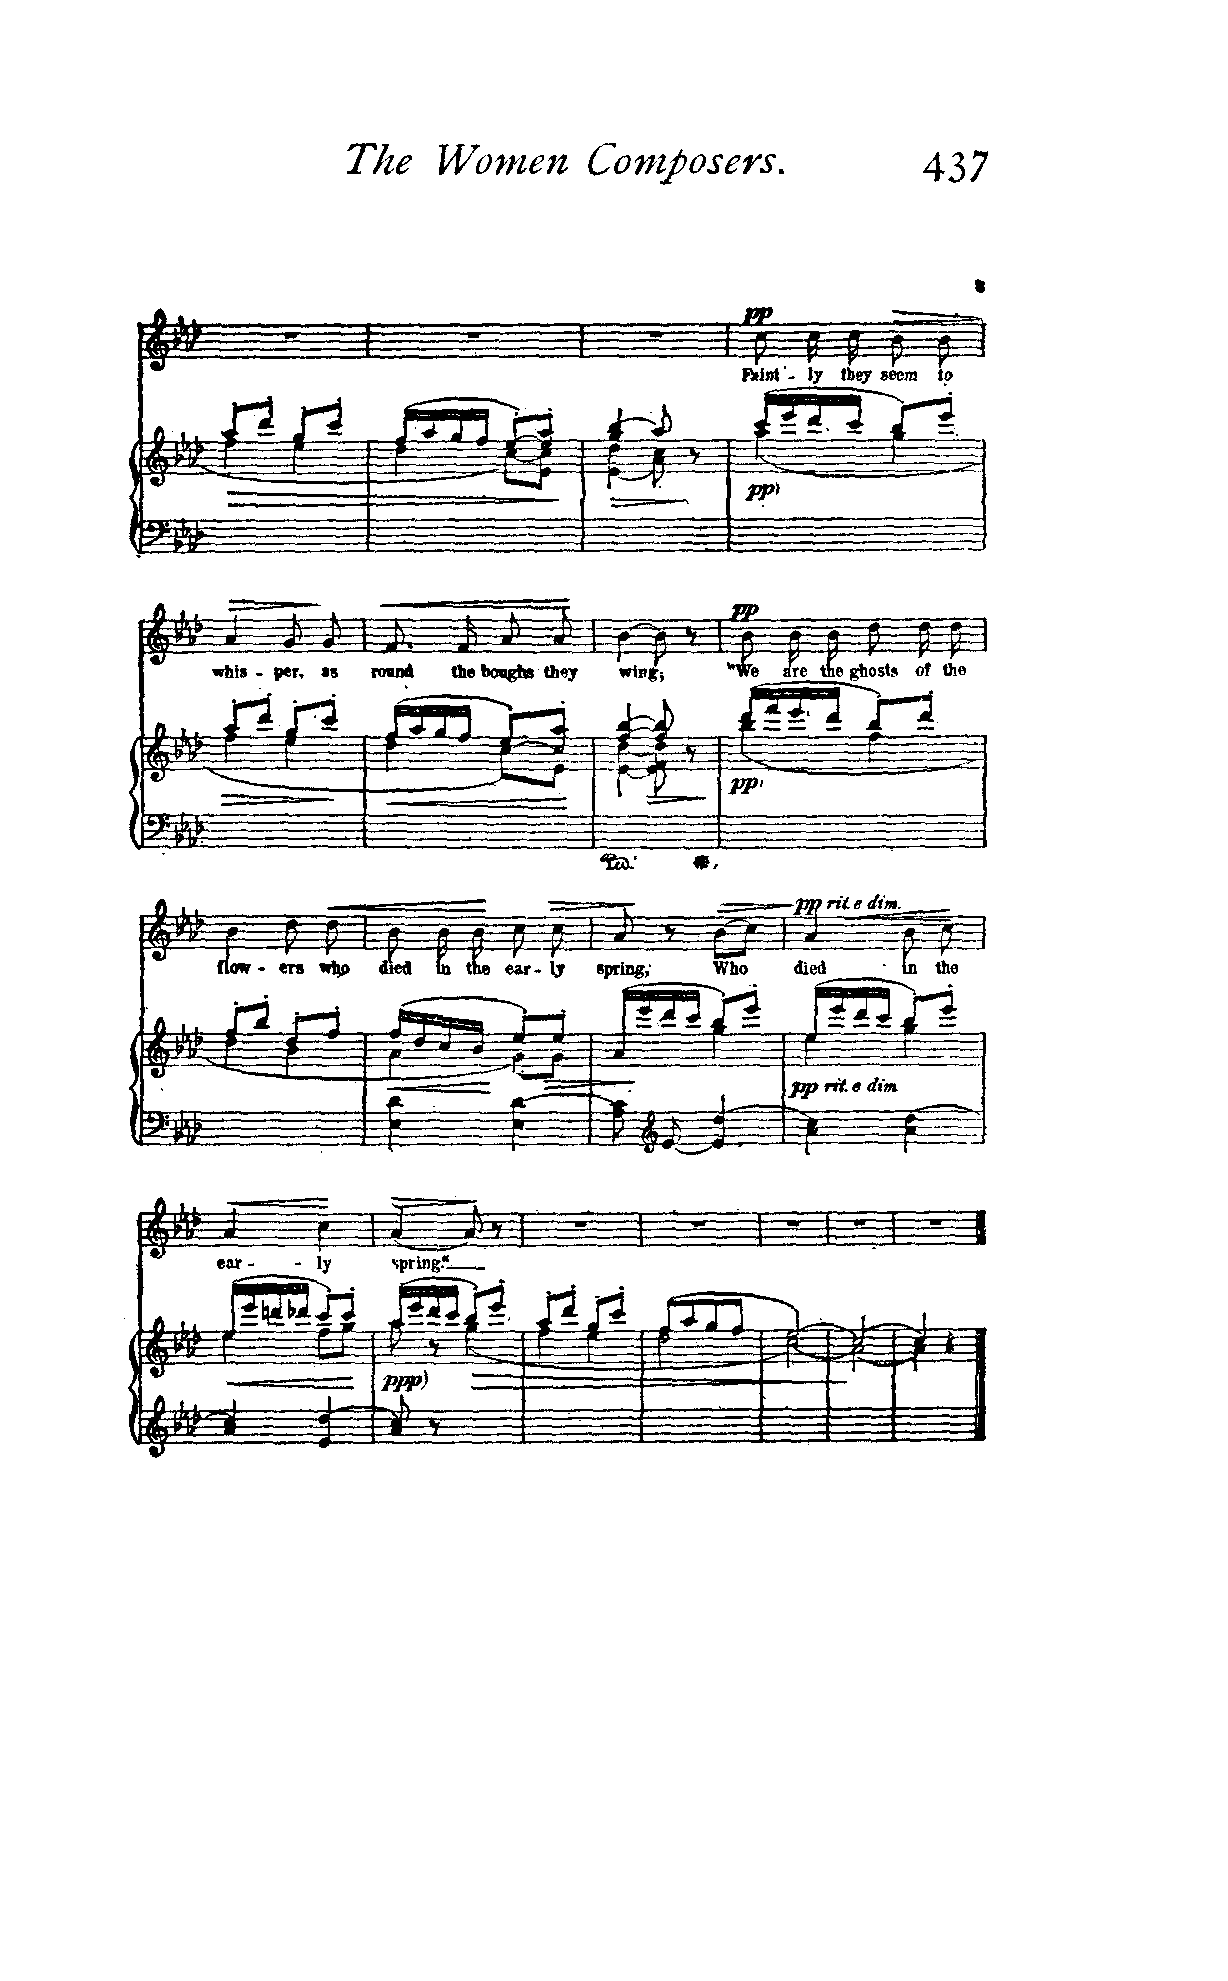 The Women Composers. 437
3
pp
Faint - ly they seem to
pp
whis - per, as round the boughs they wing; "We are the ghosts of the
pp
Ped. *
pp rit. e dim.
flow - ers who died in the ear - ly spring; Who died in the
pp rit. e dim
ear - - ly spring."
ppp